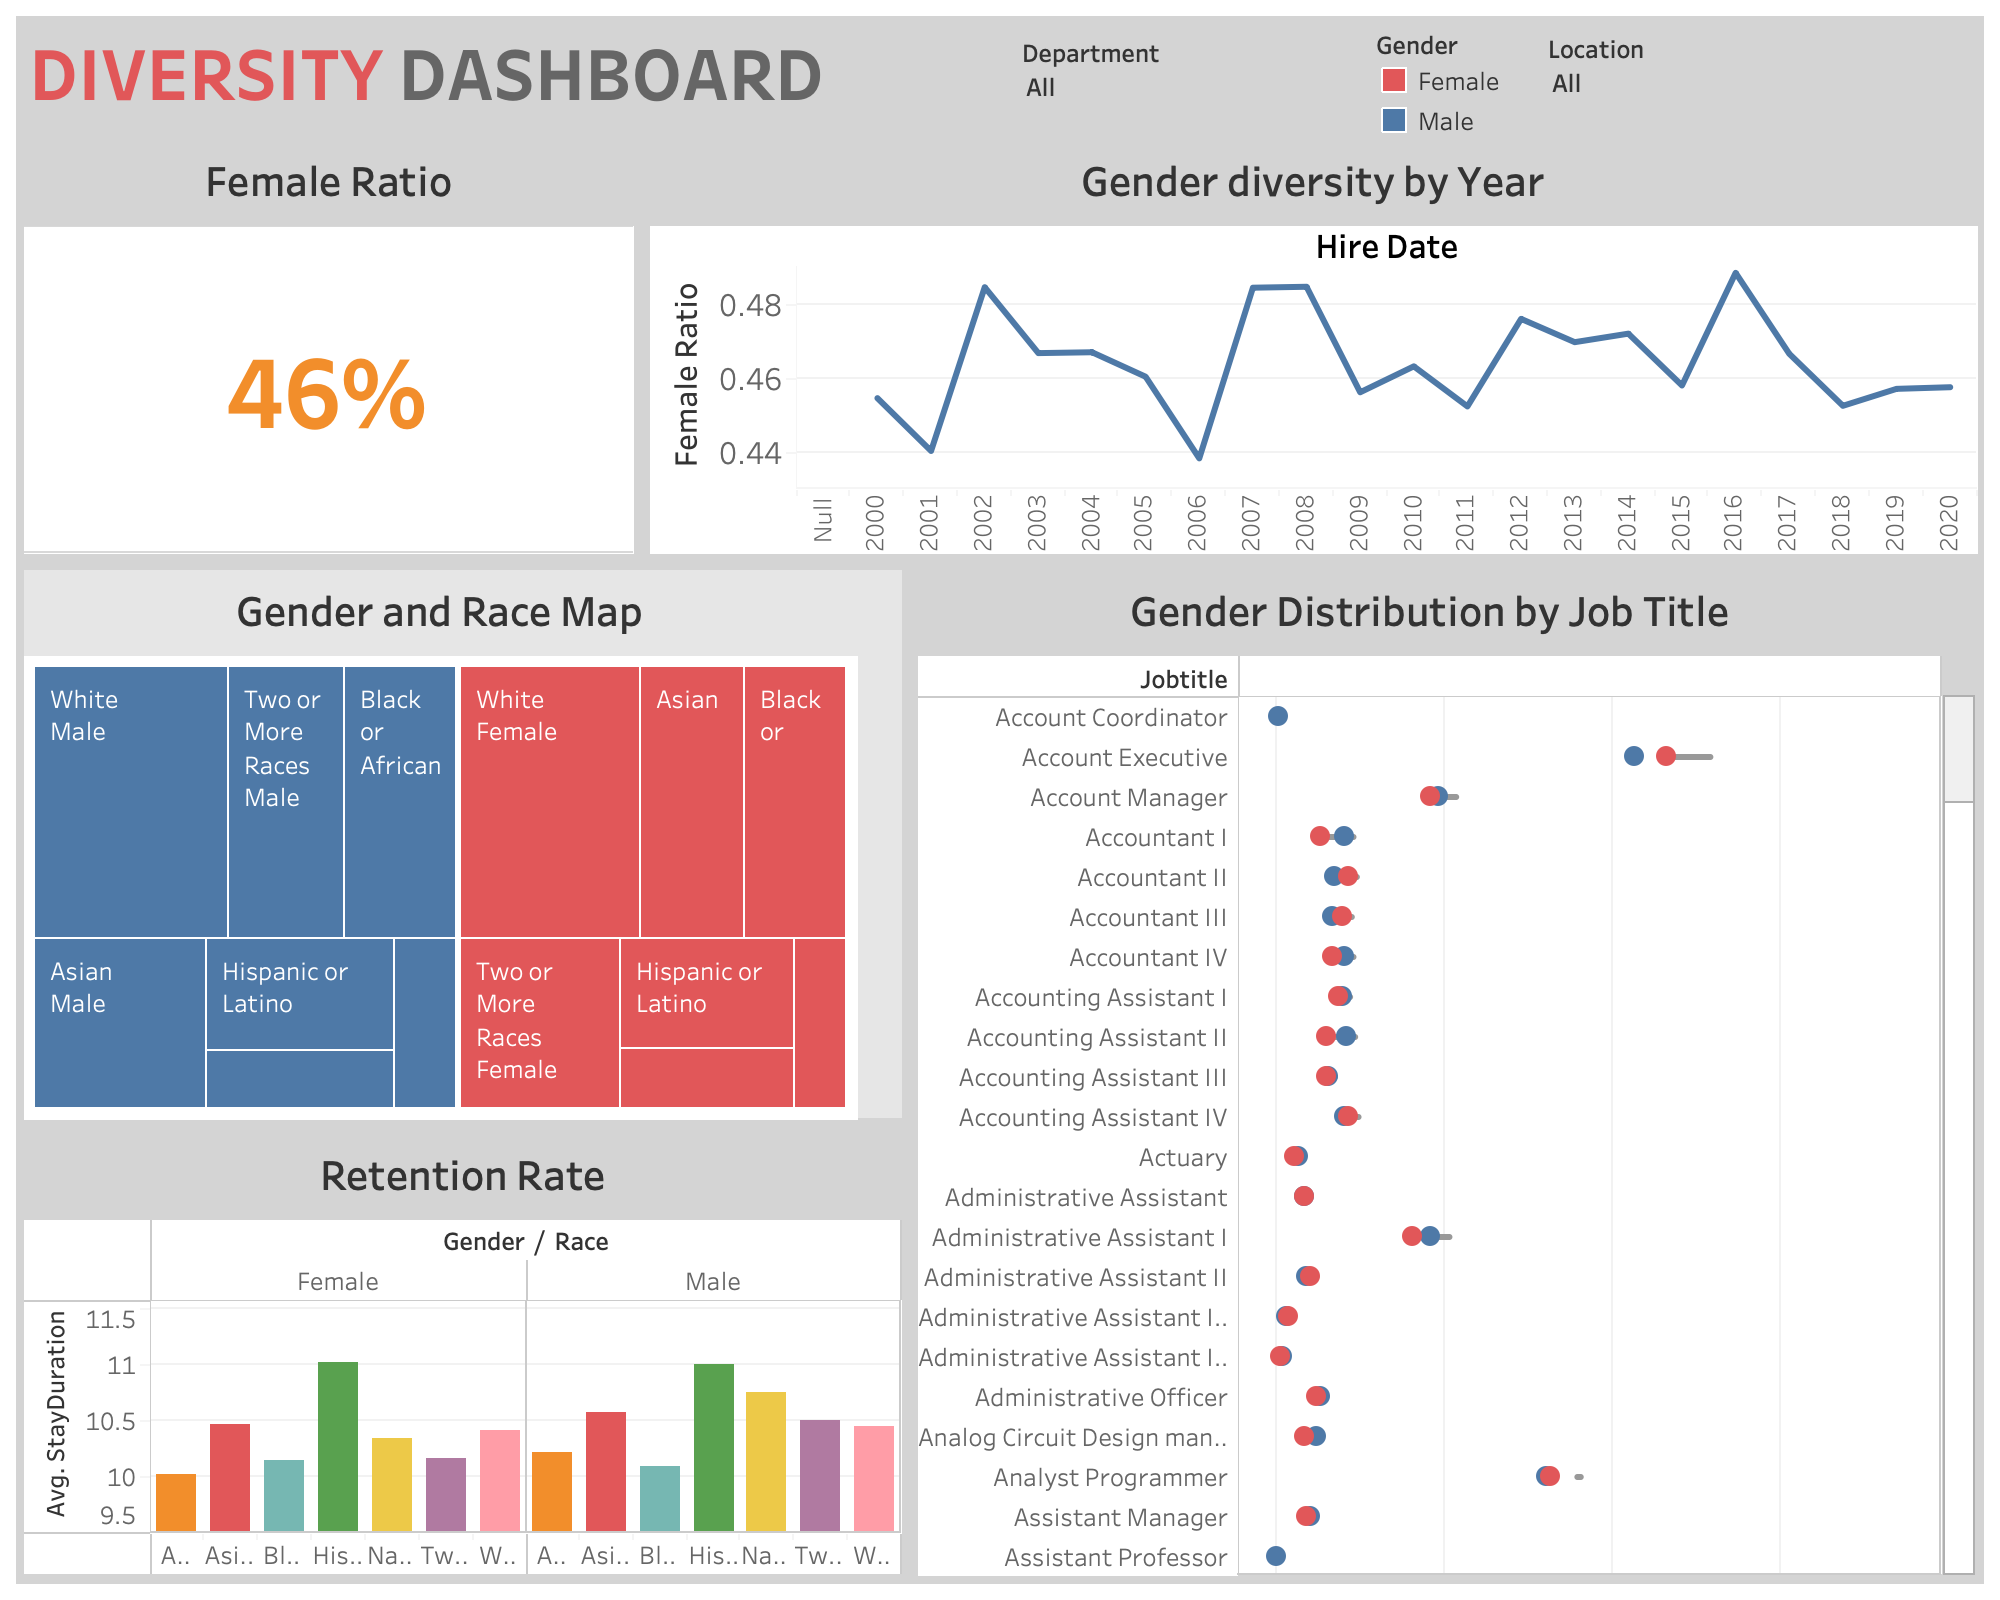 DIVERSITY DASHBOARD
Department
All
Gender
Female
Male
Location
All
Female Ratio
46%
Gender diversity by Year
Hire Date
Female Ratio
0.48
0.46
0.44
Null
2000
2001
2002
2003
2004
2005
2006
2007
2008
2009
2010
2011
2012
2013
2014
2015
2016
2017
2018
2019
2020
Gender and Race Map
White
Male
Two or
More
Races
Male
Black
or
African
White
Female
Asian
Black
or
Asian
Male
Hispanic or
Latino
Two or
More
Races
Female
Hispanic or
Latino
Retention Rate
Gender / Race
Female
Male
Avg. StayDuration
11.5
11
10.5
10
9.5
A..
Asi..
Bl..
His..
Na..
Tw..
W..
A..
Asi..
Bl..
His..
Na..
Tw..
W..
Gender Distribution by Job Title
Jobtitle
Account Coordinator
Account Executive
Account Manager
Accountant I
Accountant II
Accountant III
Accountant IV
Accounting Assistant I
Accounting Assistant II
Accounting Assistant III
Accounting Assistant IV
Actuary
Administrative Assistant
Administrative Assistant I
Administrative Assistant II
Administrative Assistant I..
Administrative Assistant I..
Administrative Officer
Analog Circuit Design man..
Analyst Programmer
Assistant Manager
Assistant Professor